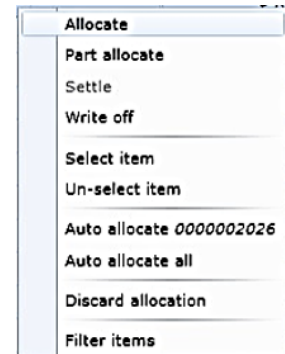 Allocate
Part allocate
Settle
Write off
Select item
Un-select item
Auto allocate 0000002026
Auto allocate all
Discard allocation
Filter items